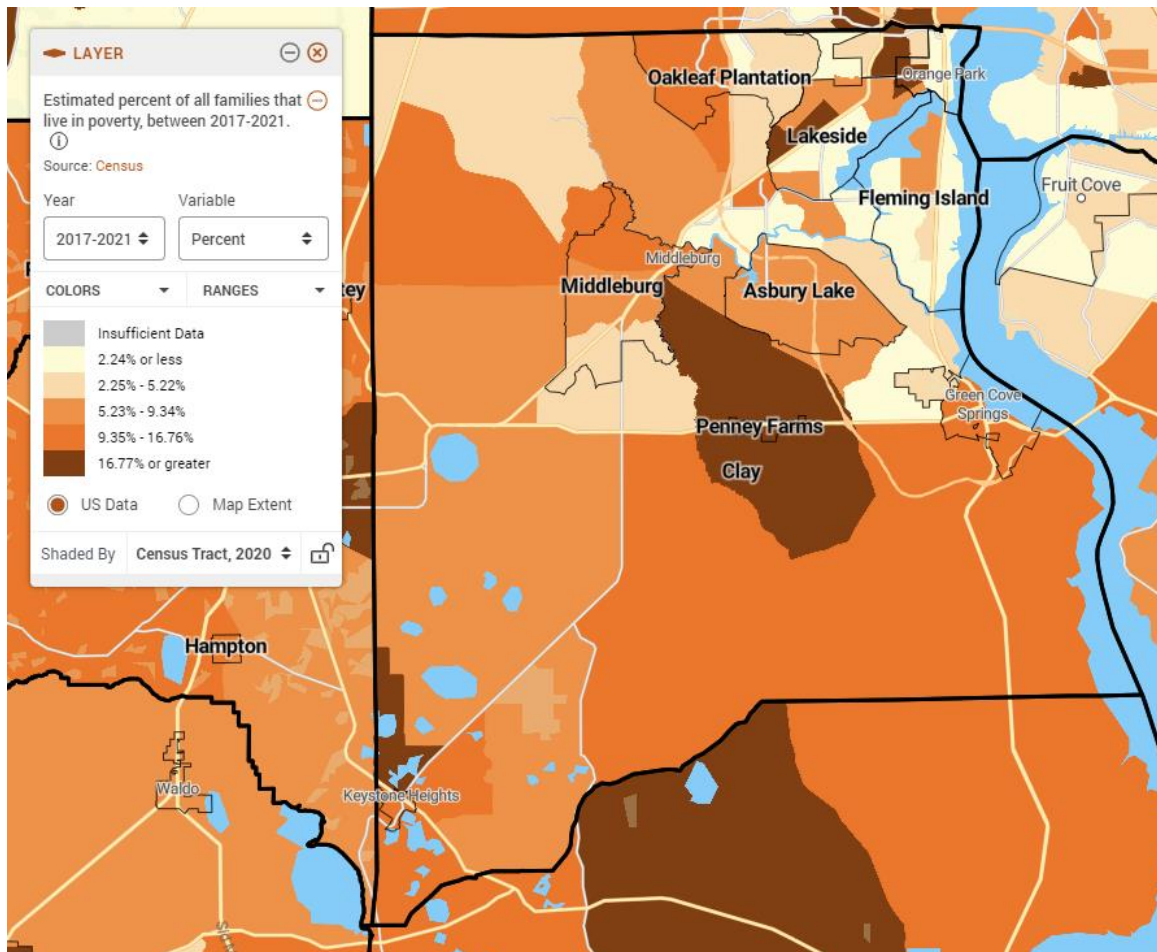 LAYER
Estimated percent of all families that
live in poverty, between 2017-2021.
Source: Census
Year
Variable
2017-2021
Percent
COLORS
RANGES
Insufficient Data
2.24% or less
2.25% - 5.22%
5.23% - 9.34%
9.35% - 16.76%
16.77% or greater
US Data
Map Extent
Shaded By
Census Tract, 2020
Oakleaf Plantation
Orange Park
Lakeside
Fleming Island
Fruit Cove
Middleburg
Middleburg
Asbury Lake
tey
Green Cove
Springs
Penney Farms
Clay
Hampton
Waldo
Keystone Heights